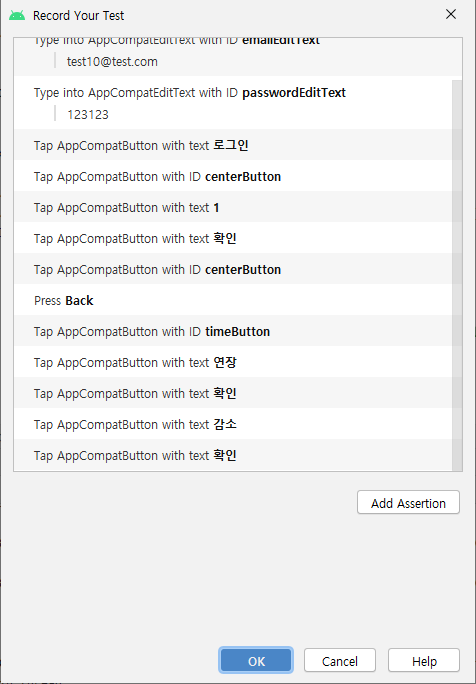 Record Your Test
Type into AppCompatEditText with ID emailEditText
test10@test.com
Type into AppCompatEditText with ID passwordEditText
123123
Tap AppCompatButton with text 로그인
Tap AppCompatButton with ID centerButton
Tap AppCompatButton with text 1
Tap AppCompatButton with text 확인
Tap AppCompatButton with ID centerButton
Press Back
Tap AppCompatButton with ID timeButton
Tap AppCompatButton with text 연장
Tap AppCompatButton with text 확인
Tap AppCompatButton with text 감소
Tap AppCompatButton with text 확인
Add Assertion
OK
Cancel
Help